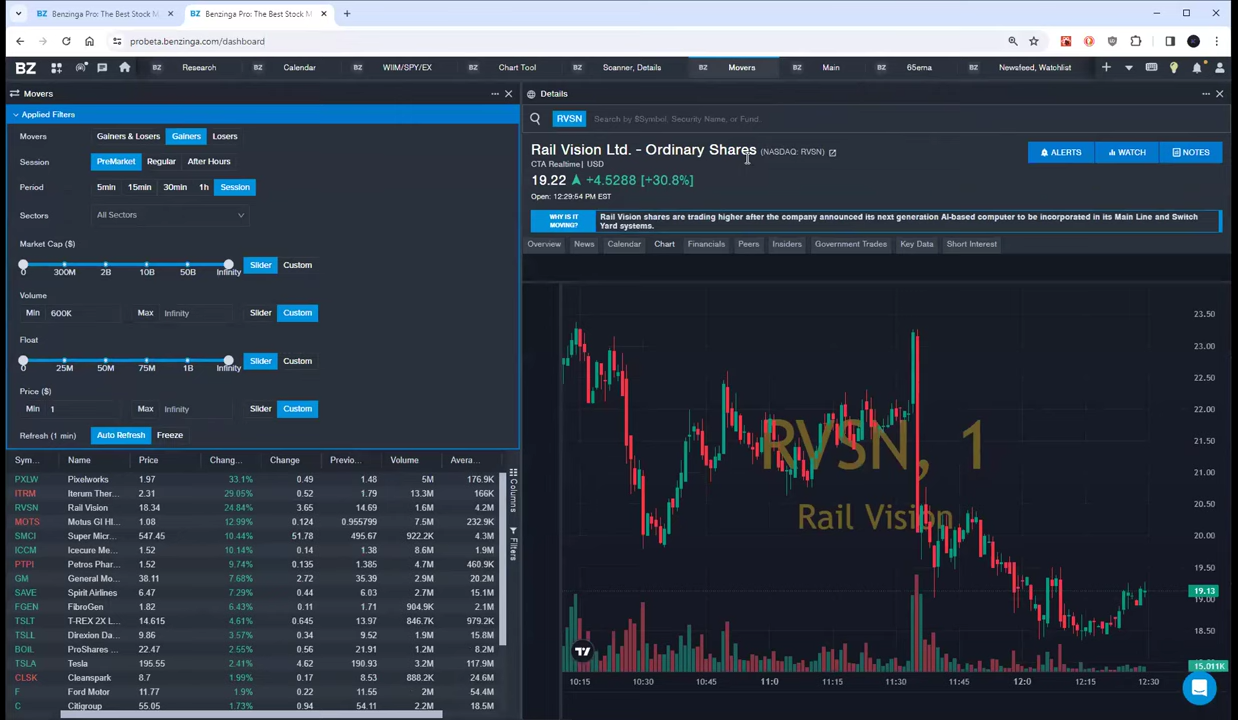 BZ Benzinga Pro: The Best Stock M
BZ Benzinga Pro: The Best Stock M
probeta.benzinga.com/dashboard
BZ
BZ Research
BZ Calendar
BZ WIIM/SPY/EX
BZ Chart Tool
BZ Scanner, Details
BZ Movers
BZ Main
BZ 65ema
BZ Newsfeed, Watchlist
Movers
Applied Filters
Movers Gainers & Losers Gainers Losers
Session PreMarket Regular After Hours
Period 5min 15min 30min 1h Session
Sectors All Sectors
Market Cap ($)
0 300M 2B 10B 50B Infinity Slider Custom
Volume
Min 600K Max Infinity Slider Custom
Float
0 25M 50M 75M 1B Infinity Slider Custom
Price ($)
Min 1 Max Infinity Slider Custom
Refresh (1 min) Auto Refresh Freeze
Sym... Name Price Chang... Change Previo... Volume Avera...
PXLW Pixelworks 1.97 33.1% 0.49 1.48 5M 176.9K
ITRM Iterum Ther... 2.31 29.05% 0.52 1.79 13.3M 166K
RVSN Rail Vision 18.34 24.84% 3.65 14.69 1.6M 4.2M
MOTS Motus GI Hl... 1.08 12.99% 0.124 0.955799 7.5M 232.9K
SMCI Super Micr... 547.45 10.44% 51.78 495.67 922.2K 4.3M
ICCM Icecure Me... 1.52 10.14% 0.14 1.38 8.6M 1.9M
PTPI Petros Phar... 1.52 9.74% 0.135 1.385 4.7M 460.9K
GM General Mo... 38.11 7.68% 2.72 35.39 2.9M 20.2M
SAVE Spirit Airlines 6.47 7.29% 0.44 6.03 2.7M 15.1M
FGEN FibroGen 1.82 6.43% 0.11 1.71 904.9K 2.1M
TSLT T-REX 2X L... 14.615 4.61% 0.645 13.97 846.7K 979.2K
TSLL Direxion Da... 9.86 3.57% 0.34 9.52 1.9M 15.8M
BOIL ProShares ... 22.47 2.55% 0.56 21.91 1.2M 8.2M
TSLA Tesla 195.55 2.41% 4.62 190.93 3.2M 117.9M
CLSK Cleanspark 8.7 1.99% 0.17 8.53 888.2K 24.6M
F Ford Motor 11.77 1.9% 0.22 11.55 2M 54.4M
C Citigroup 55.05 1.73% 0.94 54.11 2.2M 18.5M
Columns
Filters
Details
RVSN Search by $Symbol, Security Name, or Fund.
Rail Vision Ltd. - Ordinary Shares (NASDAQ: RVSN)
CTA Realtime | USD
19.22 +4.5288 [+30.8%]
Open: 12:29:54 PM EST
ALERTS WATCH NOTES
WHY IS IT
MOVING?
Rail Vision shares are trading higher after the company announced its next generation AI-based computer to be incorporated in its Main Line and Switch
Yard systems.
Overview News Calendar Chart Financials Peers Insiders Government Trades Key Data Short Interest
RVSN, 1
Rail Vision
23.50
23.00
22.50
22.00
21.50
21.00
20.50
20.00
19.50
19.13
19.00
18.50
15.011K
10:15 10:30 10:45 11:0 11:15 11:30 11:45 12:0 12:15 12:30